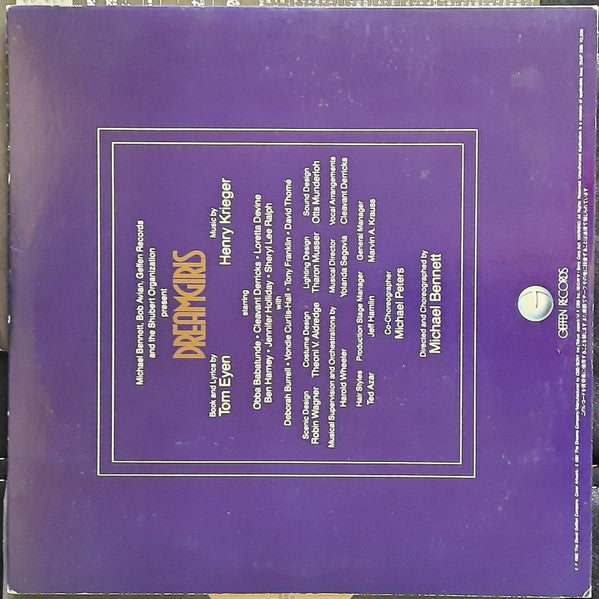 Michael Bennett, Bob Avian, Geffen Records
and the Shubert Organization
present
DREAMGIRLS
Book and Lyrics by
Tom Eyen
Music by
Henry Krieger
starring
Obba Babatunde • Cleavant Derricks • Loretta Devine
Ben Harney • Jennifer Holliday • Sheryl Lee Ralph
with
Deborah Burrell • Vondie Curtis-Hall • Tony Franklin • David Thomé
Scenic Design
Robin Wagner
Costume Design
Theoni V. Aldredge
Lighting Design
Tharon Musser
Sound Design
Otts Munderloh
Musical Supervision and Orchestrations by
Harold Wheeler
Musical Director
Yolanda Segovia
Vocal Arrangements
Cleavant Derricks
Hair Styles
Ted Azar
Production Stage Manager
Jeff Hamlin
General Manager
Marvin A. Krauss
Co-Choreographer
Michael Peters
Directed and Choreographed by
Michael Bennett
GEFFEN RECORDS